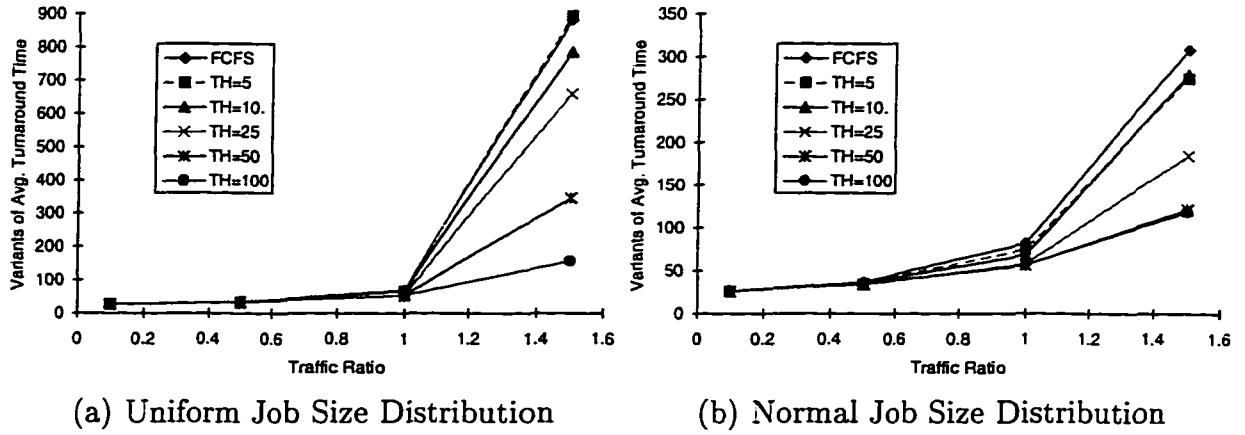 Variants of Avg. Turnaround Time
900
800
700
600
500
400
300
200
100
0
FCFS
TH=5
TH=10.
TH=25
TH=50
TH=100
0 0.2 0.4 0.6 0.8 1 1.2 1.4 1.6
Traffic Ratio
(a) Uniform Job Size Distribution
Variants of Avg. Turnaround Time
350
300
250
200
150
100
50
0
FCFS
TH=5
TH=10.
TH=25
TH=50
TH=100
0 0.2 0.4 0.6 0.8 1 1.2 1.4 1.6
Traffic Ratio
(b) Normal Job Size Distribution